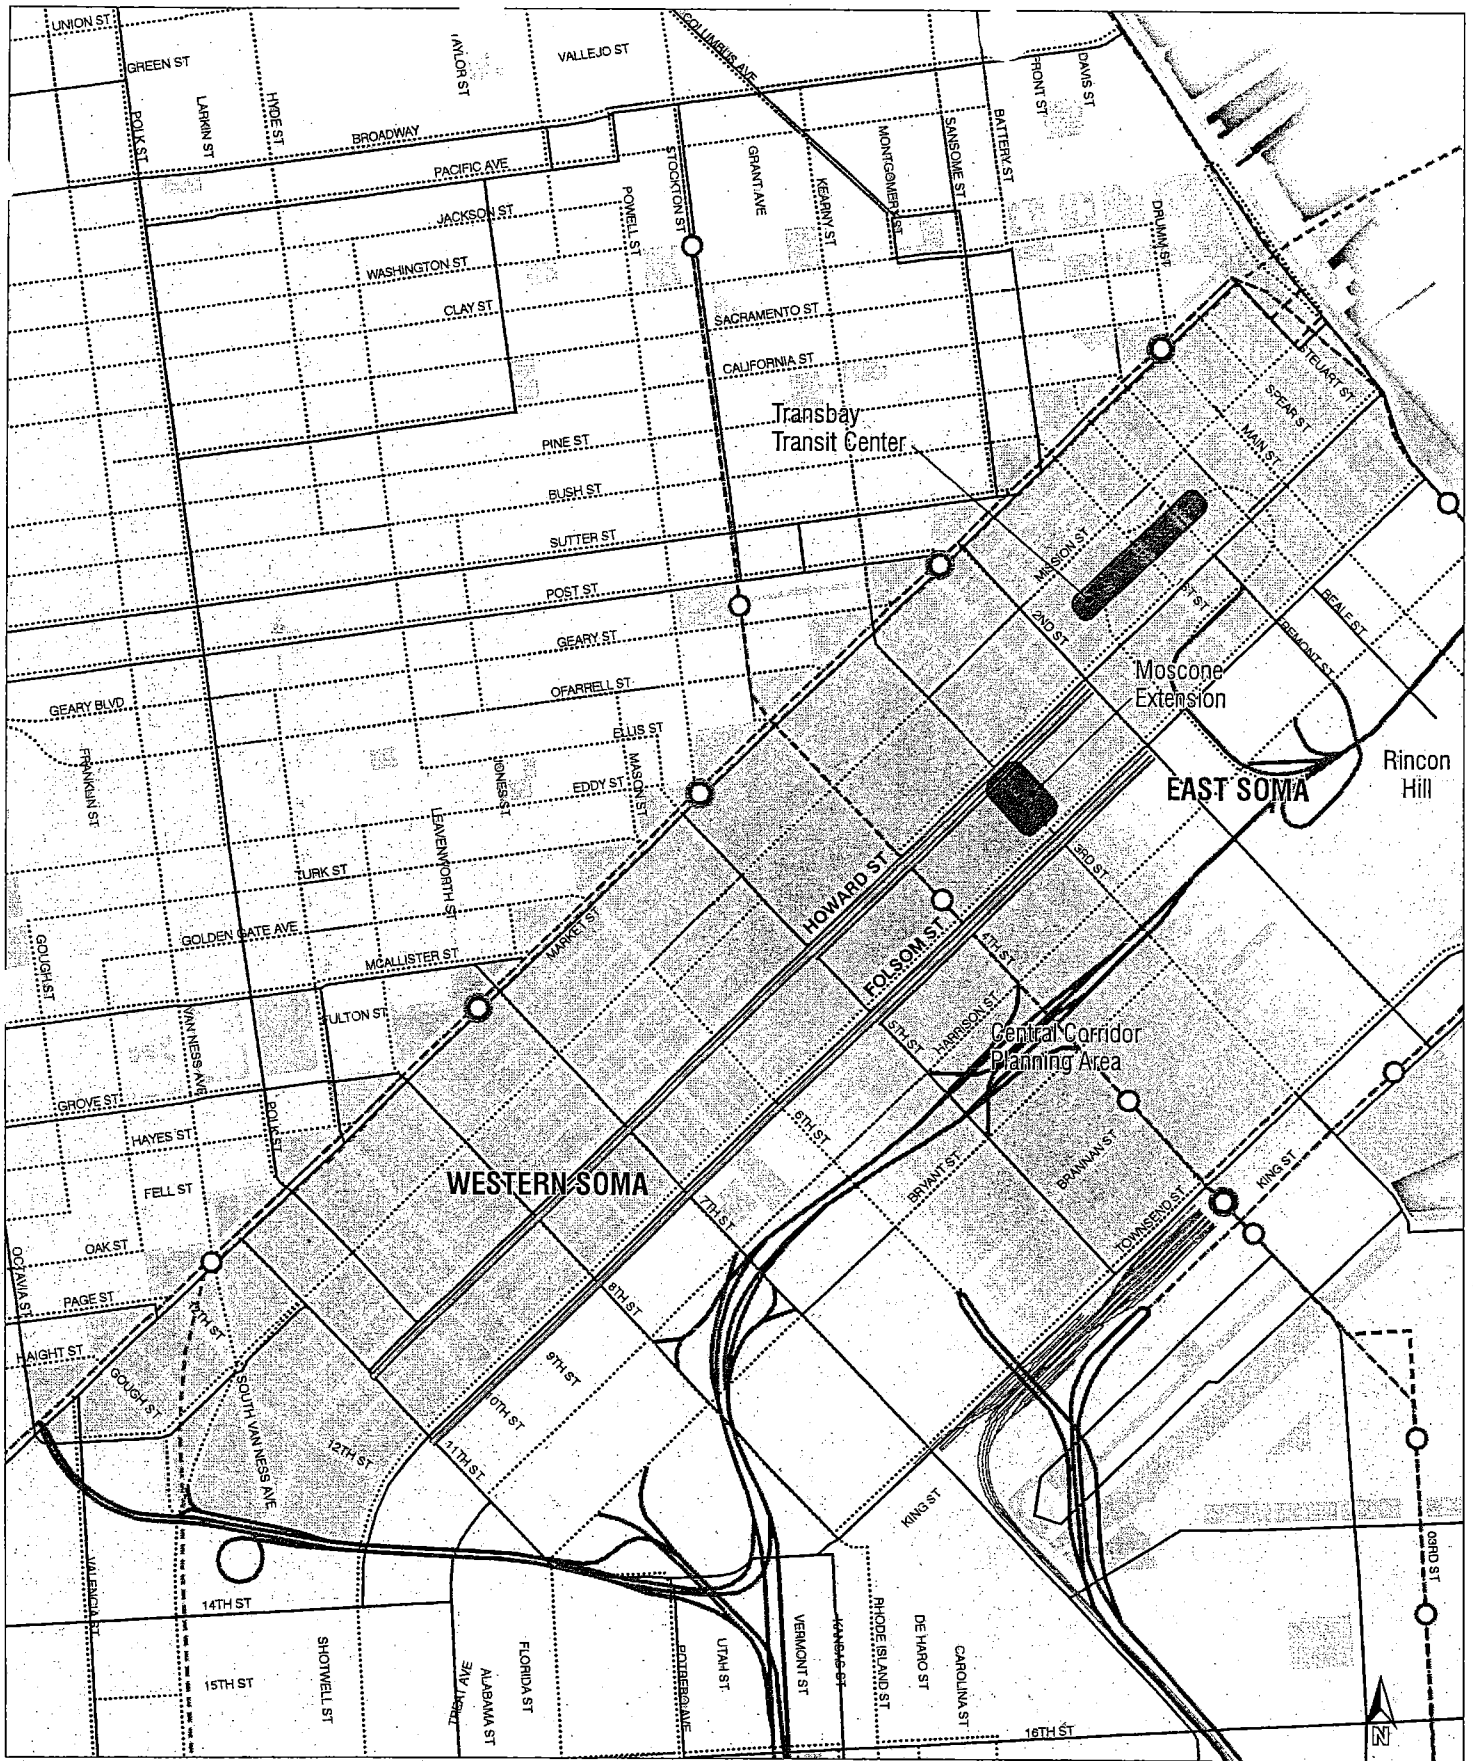 UNION ST
GREEN ST
POLK ST
LARKIN ST
HYDE ST
VALLEJO ST
COLUMBUS AVE
FRONT ST
DAVIS ST
BROADWAY
PACIFIC AVE
STOCKTON ST
GRANT AVE
MONTGOMERY ST
SANSOME ST
BATTERY ST
JACKSON ST
POWELL ST
KEARNY ST
DRUMM ST
WASHINGTON ST
CLAY ST
SACRAMENTO ST
CALIFORNIA ST
STEUART ST
SPEAR ST
MAIN ST
Transbay
Transit Center
PINE ST
BUSH ST
SUTTER ST
MISSION ST
POST ST
2ND ST
BEALE ST
GEARY ST
Moscone
Extension
OFARRELL ST
GEARY BLVD
FRANKLIN ST
ELLIS ST
EDDY ST
MASON ST
JONES ST
LEAVENWORTH ST
EAST SOMA
Rincon
Hill
TURK ST
3RD ST
HOWARD ST
FOLSOM ST
MARKET ST
GOLDEN GATE AVE
MCALLISTER ST
GOUGH ST
4TH ST
5TH ST
HARRISON ST
Central Corridor
Planning Area
VAN NESS AVE
GROVE ST
POLK ST
HAYES ST
6TH ST
BRYANT ST
BRANNAN ST
KING ST
TOWNSEND ST
WESTERN SOMA
FELL ST
7TH ST
OAK ST
OCTAVIA ST
PAGE ST
8TH ST
HAIGHT ST
GOUGH ST
SOUTH VAN NESS AVE
9TH ST
12TH ST
11TH ST
KING ST
VALENCIA ST
14TH ST
15TH ST
SHOTWELL ST
ALABAMA ST
FLORIDA ST
POTRERO AVE
UTAH ST
VERMONT ST
KANSAS ST
RHODE ISLAND ST
DE HARO ST
CAROLINA ST
03RD ST
16TH ST
N